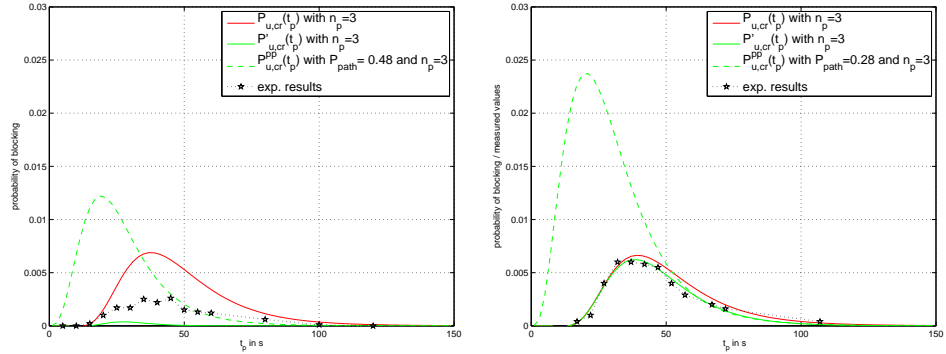 0.03
0.025
0.02
0.015
0.01
0.005
0
0 50 100 150
probability of blocking
t_p in s
P_u,cr(t_p) with n_p=3
P'_u,cr(t_p) with n_p=3
P^pp_u,cr(t_p) with P_path= 0.48 and n_p=3
exp. results
0.03
0.025
0.02
0.015
0.01
0.005
0
0 50 100 150
probability of blocking / measured values
t_p in s
P_u,cr(t_p) with n_p=3
P'_u,cr(t_p) with n_p=3
P^pp_u,cr(t_p) with P_path=0.28 and n_p=3
exp. results